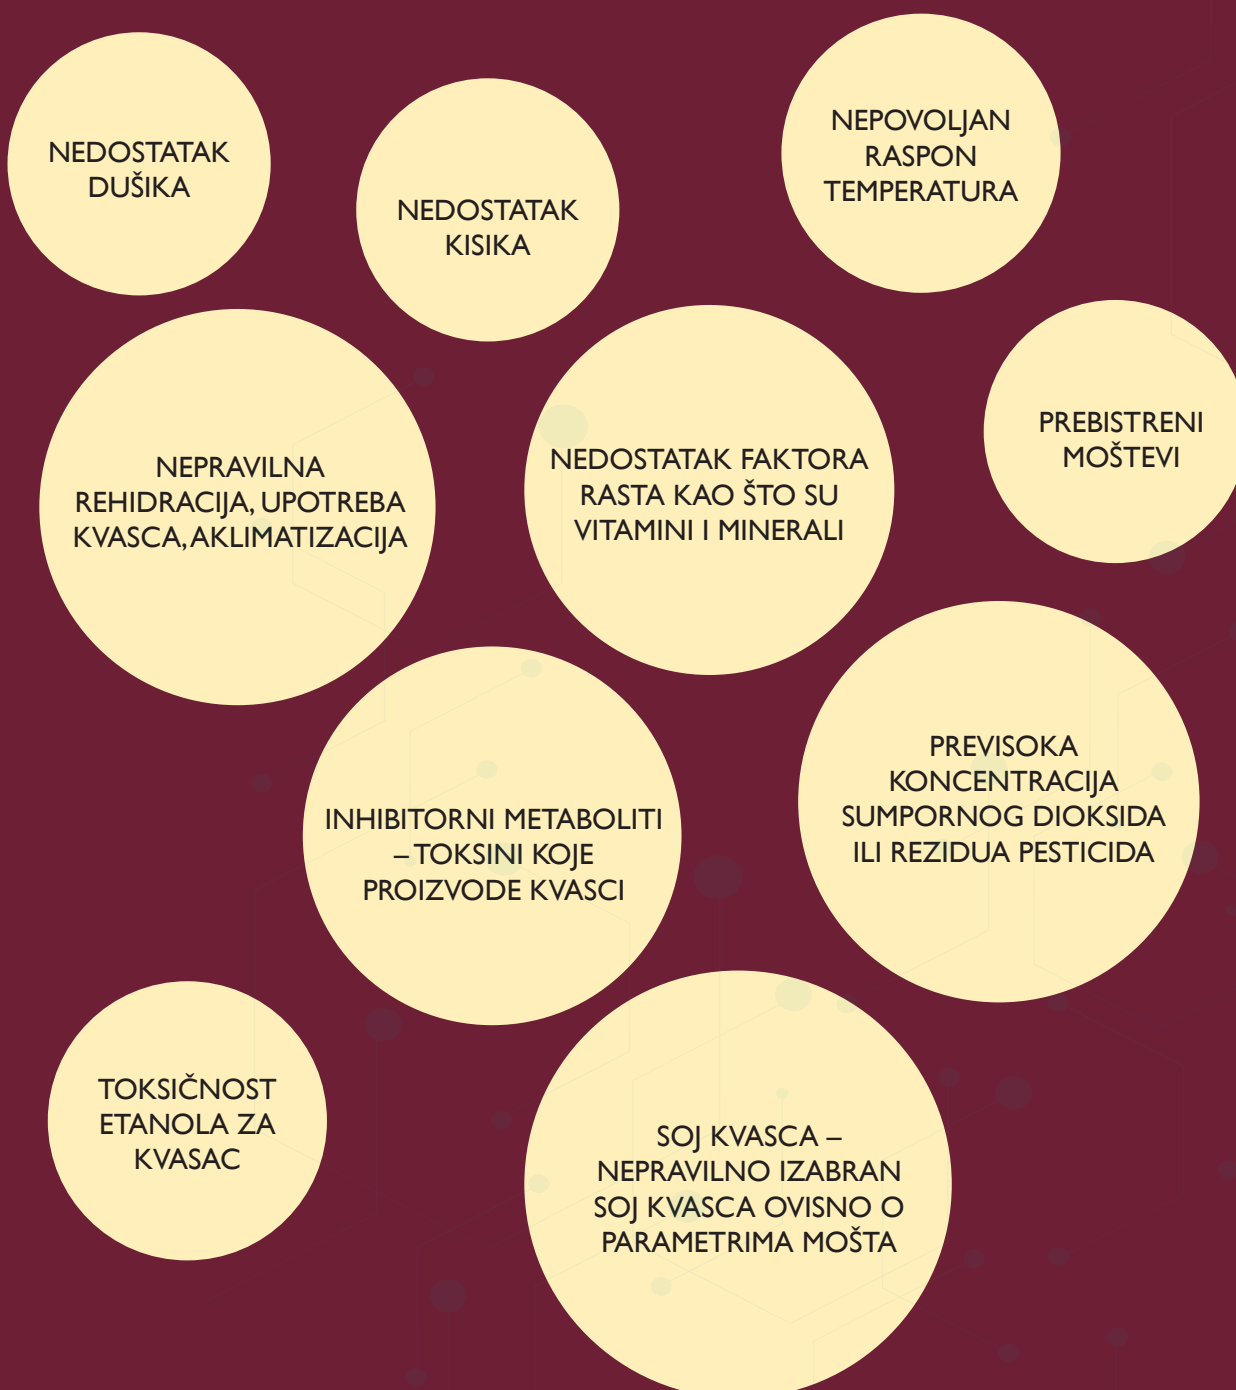 NEDOSTATAK
DUŠIKA
NEDOSTATAK
KISIKA
NEPOVOLJAN
RASPON
TEMPERATURA
NEPRAVILNA
REHIDRACIJA, UPOTREBA
KVASCA, AKLIMATIZACIJA
NEDOSTATAK FAKTORA
RASTA KAO ŠTO SU
VITAMINI I MINERALI
PREBISTRENI
MOŠTEVI
INHIBITORNI METABOLITI
– TOKSINI KOJE
PROIZVODE KVASCI
PREVISOKA
KONCENTRACIJA
SUMPORNOG DIOKSIDA
ILI REZIDUA PESTICIDA
TOKSIČNOST
ETANOLA ZA
KVASAC
SOJ KVASCA –
NEPRAVILNO IZABRAN
SOJ KVASCA OVISNO O
PARAMETRIMA MOŠTA